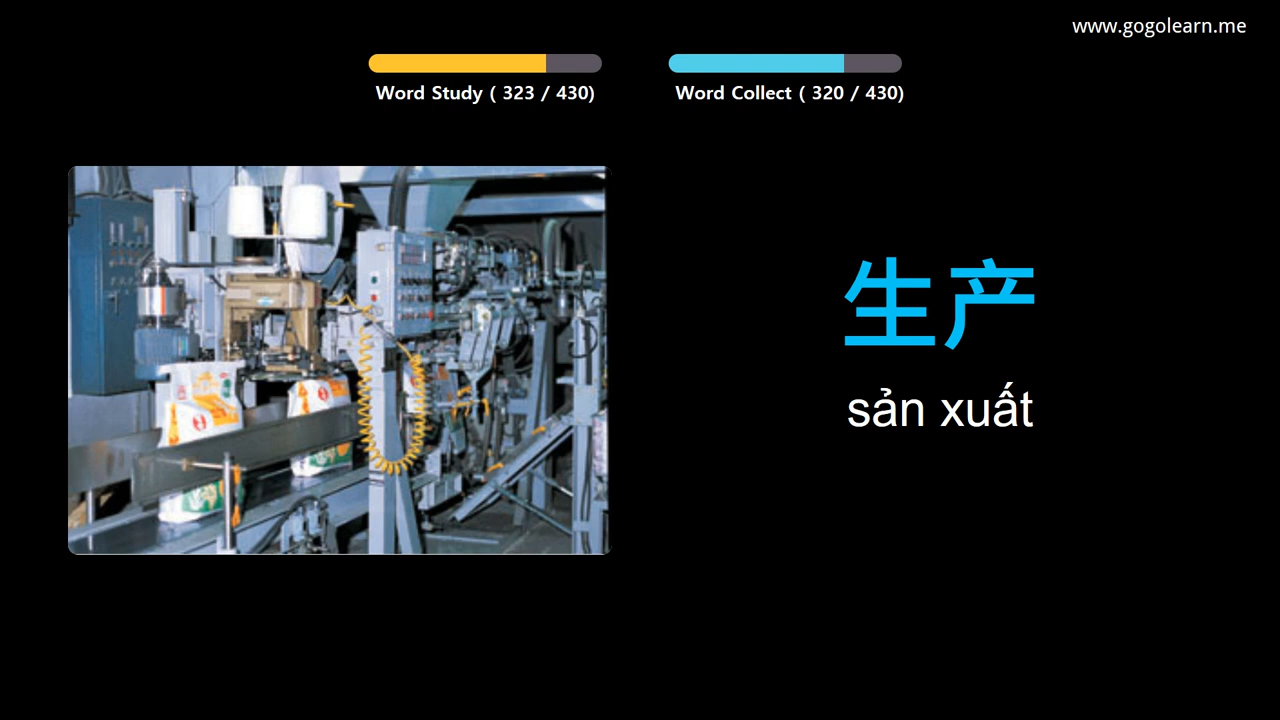 www.gogolearn.me
Word Study ( 323 / 430)
Word Collect ( 320 / 430)
生产
sản xuất